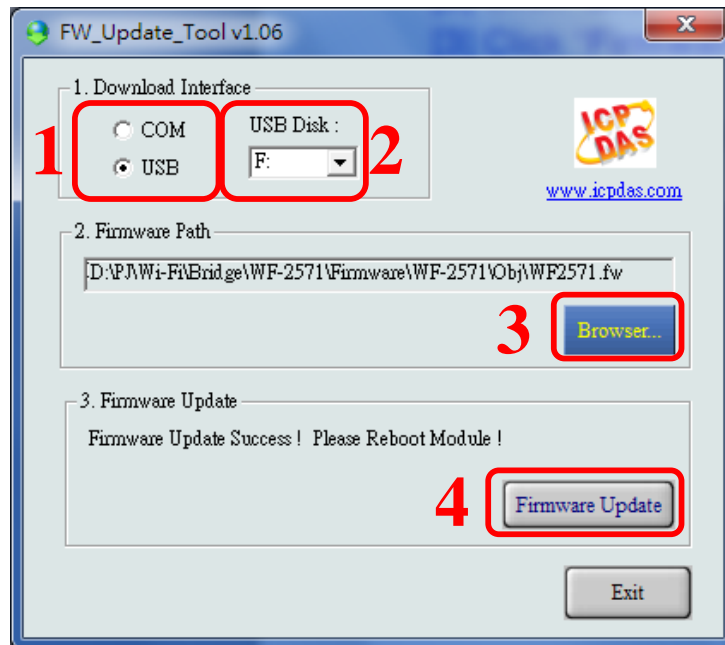 FW_Update_Tool v1.06
x
1. Download Interface
1
COM
USB
USB Disk :
F:
2
ICP
DAS
www.icpdas.com
2. Firmware Path
:D:\PJ\Wi-Fi\Bridge\WF-2571\Firmware\WF-2571\Obj\WF2571.fw
3
Browser...
3. Firmware Update
Firmware Update Success ! Please Reboot Module !
4
Firmware Update
Exit